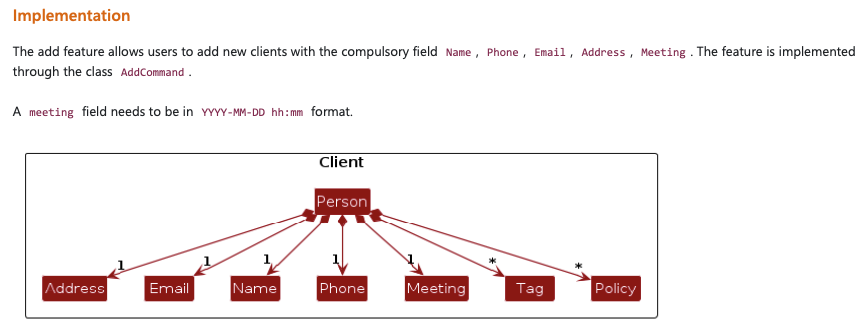 Implementation
The add feature allows users to add new clients with the compulsory field Name , Phone , Email , Address , Meeting . The feature is implemented
through the class AddCommand .
A meeting field needs to be in YYYY-MM-DD hh:mm format.
Client
Person
1 1 1 1 1 * *
Address Email Name Phone Meeting Tag Policy